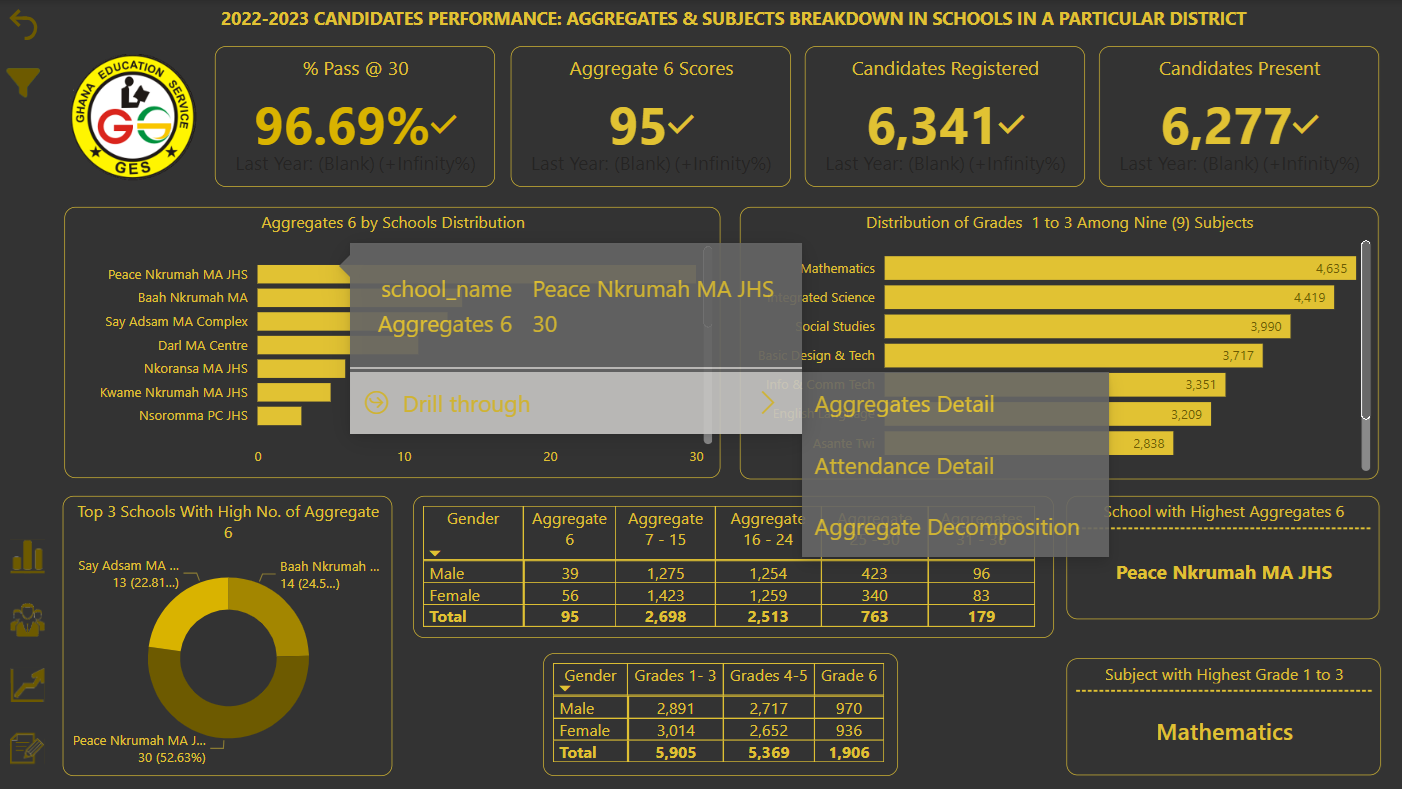 2022-2023 CANDIDATES PERFORMANCE: AGGREGATES & SUBJECTS BREAKDOWN IN SCHOOLS IN A PARTICULAR DISTRICT
GHANA EDUCATION SERVICE
GES
% Pass @ 30
96.69%
Last Year: (Blank) (+Infinity%)
Aggregate 6 Scores
95
Last Year: (Blank) (+Infinity%)
Candidates Registered
6,341
Last Year: (Blank) (+Infinity%)
Candidates Present
6,277
Last Year: (Blank) (+Infinity%)
Aggregates 6 by Schools Distribution
Peace Nkrumah MA JHS
Baah Nkrumah MA
Say Adsam MA Complex
Darl MA Centre
Nkoransa MA JHS
Kwame Nkrumah MA JHS
Nsoromma PC JHS
0 10 20 30
school_name Peace Nkrumah MA JHS
Aggregates 6 30
Drill through
Aggregates Detail
Attendance Detail
Aggregate Decomposition
Distribution of Grades 1 to 3 Among Nine (9) Subjects
Mathematics 4,635
Integrated Science 4,419
Social Studies 3,990
Basic Design & Tech 3,717
Info & Comm Tech 3,351
English Language 3,209
Asante Twi 2,838
Top 3 Schools With High No. of Aggregate
6
Say Adsam MA ...
13 (22.81...)
Baah Nkrumah ...
14 (24.5...)
Peace Nkrumah MA J...
30 (52.63%)
Gender Aggregate 6 Aggregate 7 - 15 Aggregate 16 - 24
Male 39 1,275 1,254 423 96
Female 56 1,423 1,259 340 83
Total 95 2,698 2,513 763 179
School with Highest Aggregates 6
Peace Nkrumah MA JHS
Gender Grades 1- 3 Grades 4-5 Grade 6
Male 2,891 2,717 970
Female 3,014 2,652 936
Total 5,905 5,369 1,906
Subject with Highest Grade 1 to 3
Mathematics